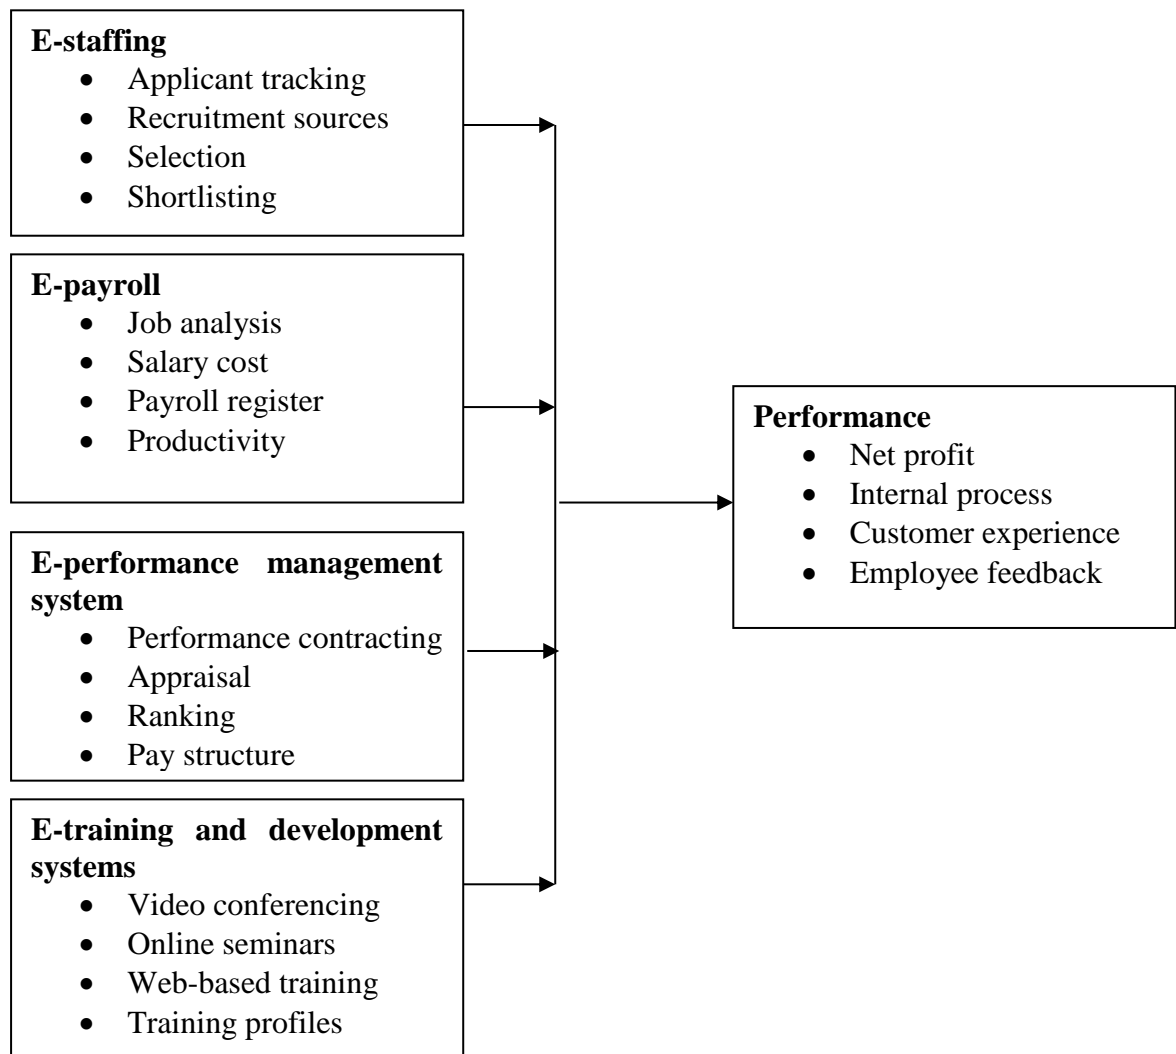 E-staffing
• Applicant tracking
• Recruitment sources
• Selection
• Shortlisting
E-payroll
• Job analysis
• Salary cost
• Payroll register
• Productivity
E-performance management
system
• Performance contracting
• Appraisal
• Ranking
• Pay structure
E-training and development
systems
• Video conferencing
• Online seminars
• Web-based training
• Training profiles
Performance
• Net profit
• Internal process
• Customer experience
• Employee feedback